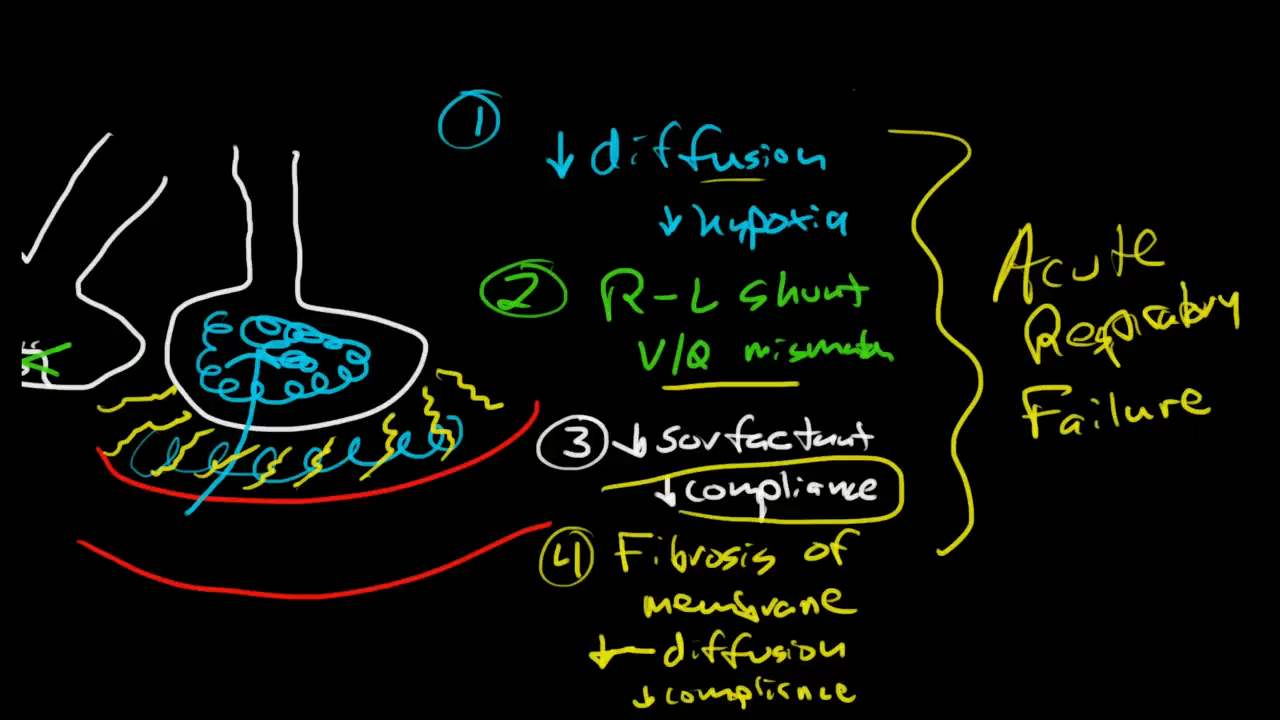 ① ↓ diffusion
↓ hypoxia
② R-L shunt
V/Q mismatch
③ ↓ surfactant
↓ compliance
④ Fibrosis of
membrane
↓ diffusion
↓ compliance
Acute
Respiratory
Failure